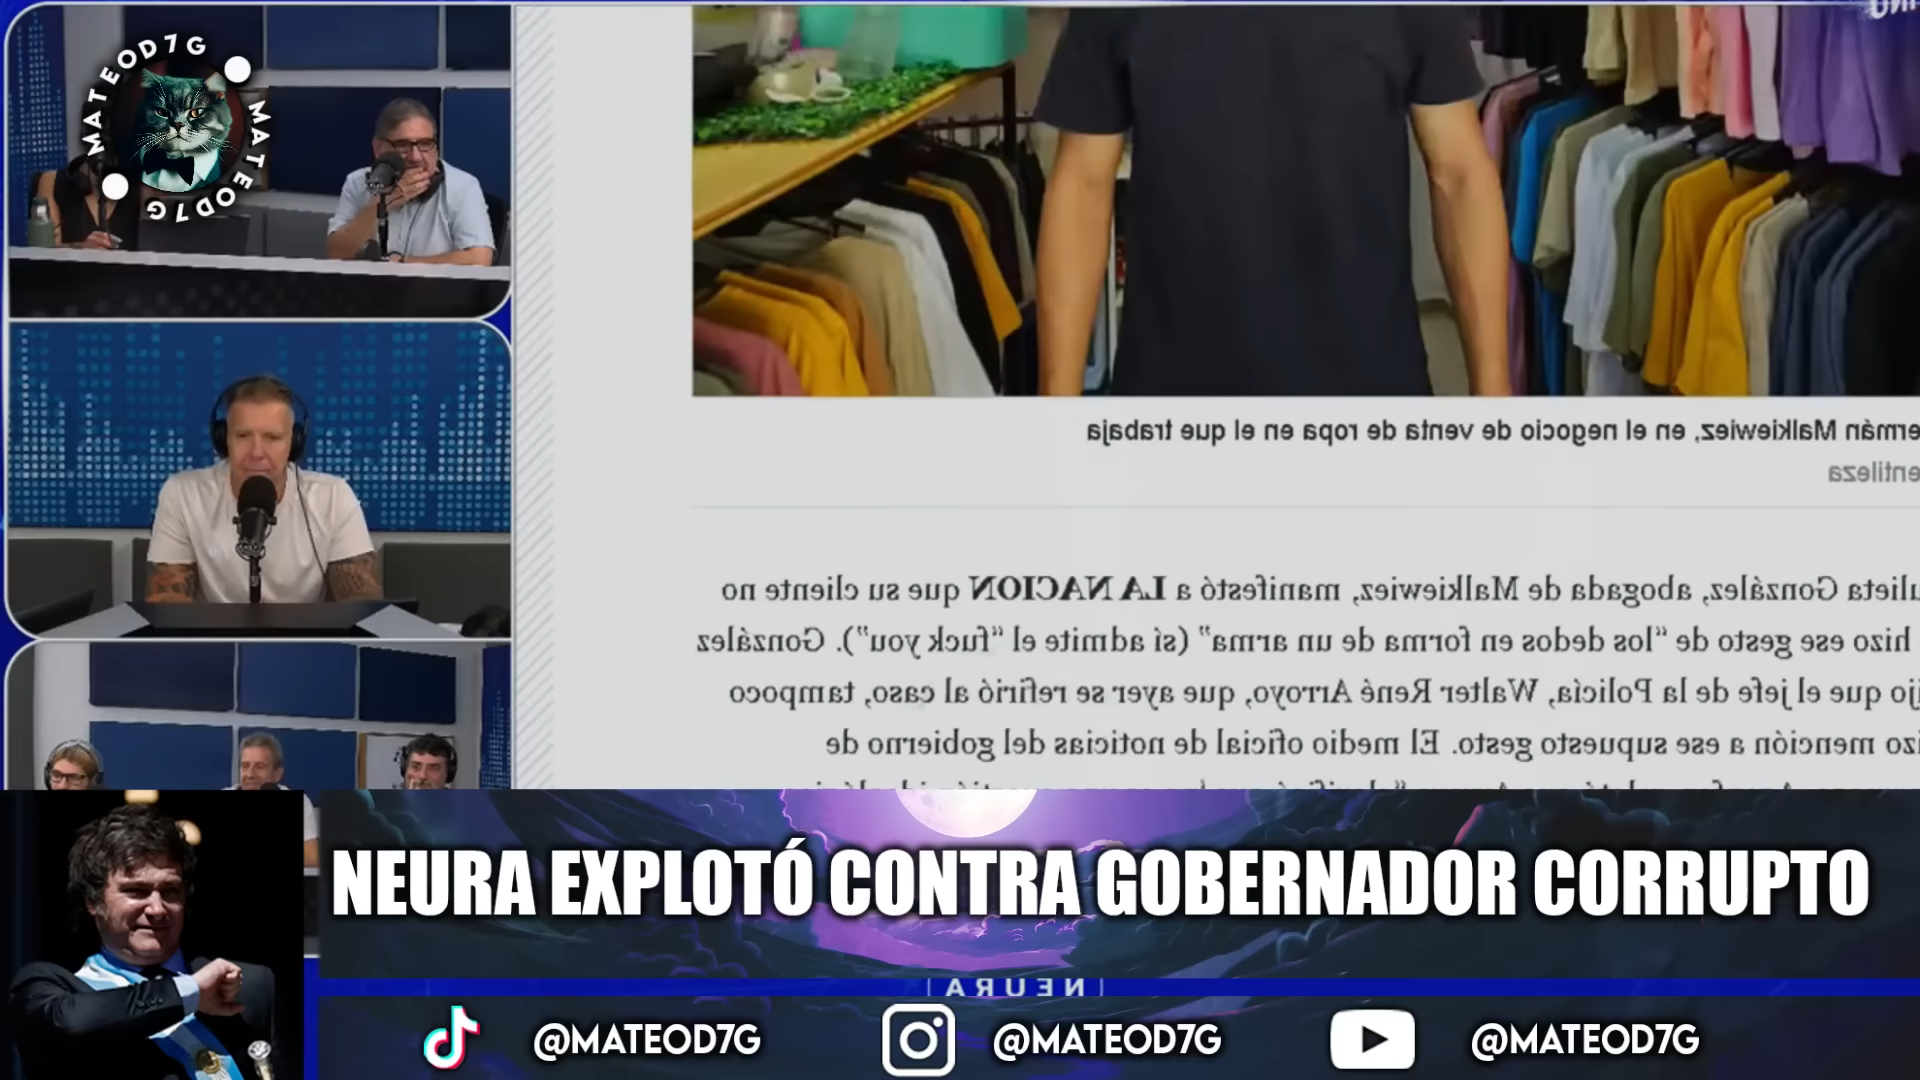 MATEOD7G
MATEOD7G
MATEOD7G
ermán Malkiewiez, en el negocio de venta de ropa en el que trabaja
entileza
ulieta González, abogada de Malkiewiez, manifestó a LA NACION que su cliente no
hizo ese gesto de “los dedos en forma de un arma” (sí admite el “fuck you”). González
ijo que el jefe de la Policía, Walter René Arroyo, que ayer se refirió al caso, tampoco
izo mención a ese supuesto gesto. El medio oficial de noticias del gobierno de
NEURA EXPLOTÓ CONTRA GOBERNADOR CORRUPTO
| NEURA |
@MATEOD7G
@MATEOD7G
@MATEOD7G